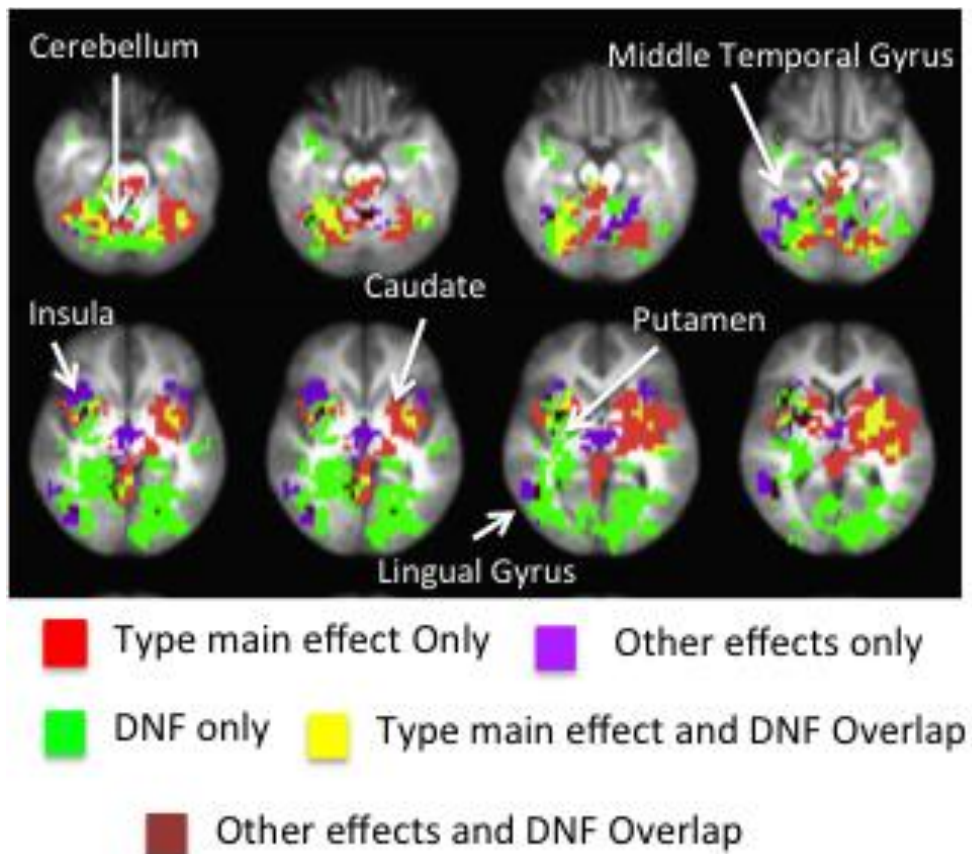 Cerebellum
Middle Temporal Gyrus
Caudate
Insula
Putamen
Lingual Gyrus
Type main effect Only
Other effects only
DNF only
Type main effect and DNF Overlap
Other effects and DNF Overlap